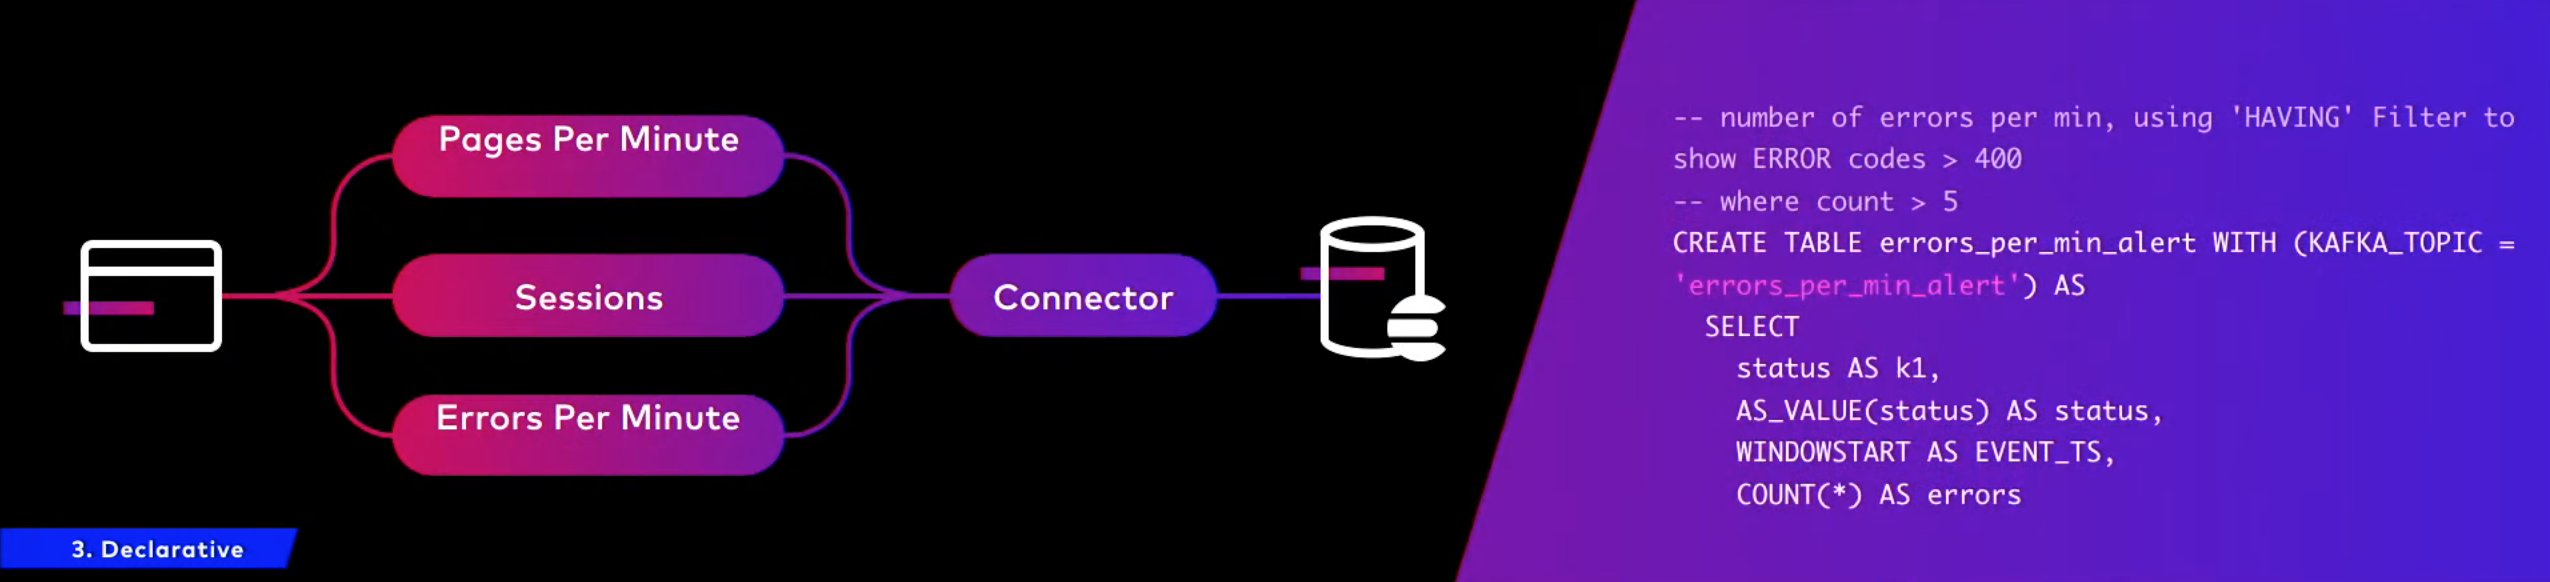 Pages Per Minute
Sessions
Errors Per Minute
Connector
3. Declarative
-- number of errors per min, using 'HAVING' Filter to
show ERROR codes > 400
-- where count > 5
CREATE TABLE errors_per_min_alert WITH (KAFKA_TOPIC =
'errors_per_min_alert') AS
  SELECT
    status AS k1,
    AS_VALUE(status) AS status,
    WINDOWSTART AS EVENT_TS,
    COUNT(*) AS errors